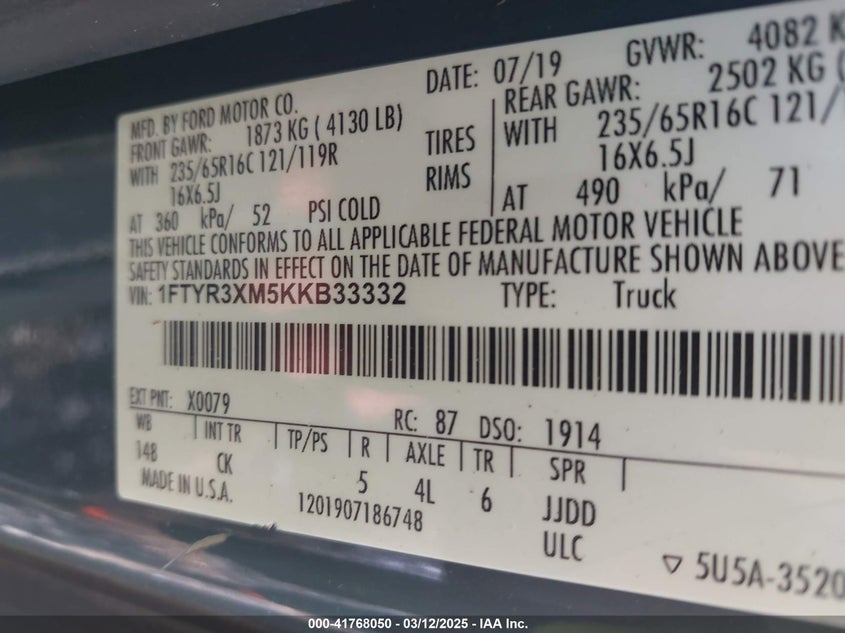 MFD. BY FORD MOTOR CO.
DATE: 07/19
GVWR: 4082 K
FRONT GAWR: 1873 KG ( 4130 LB)
REAR GAWR: 2502 KG (
WITH 235/65R16C 121/119R
TIRES
WITH 235/65R16C 121/1
16X6.5J
RIMS
16X6.5J
AT 360 kPa/ 52 PSI COLD
AT 490 kPa/ 71
THIS VEHICLE CONFORMS TO ALL APPLICABLE FEDERAL MOTOR VEHICLE
SAFETY STANDARDS IN EFFECT ON THE DATE OF MANUFACTURE SHOWN ABOVE
VIN: 1FTYR3XM5KKB33332 TYPE: Truck
EXT PNT: X0079 RC: 87 DSO: 1914
WB INT TR TP/PS R AXLE TR SPR
148 CK 5 4L 6 JJDD
MADE IN U.S.A. 1201907186748 ULC
▽ 5U5A-3520
000-41768050 — 03/12/2025 — IAA Inc.